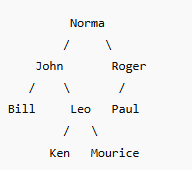 Norma
John Roger
Bill Leo Paul
Ken Mourice